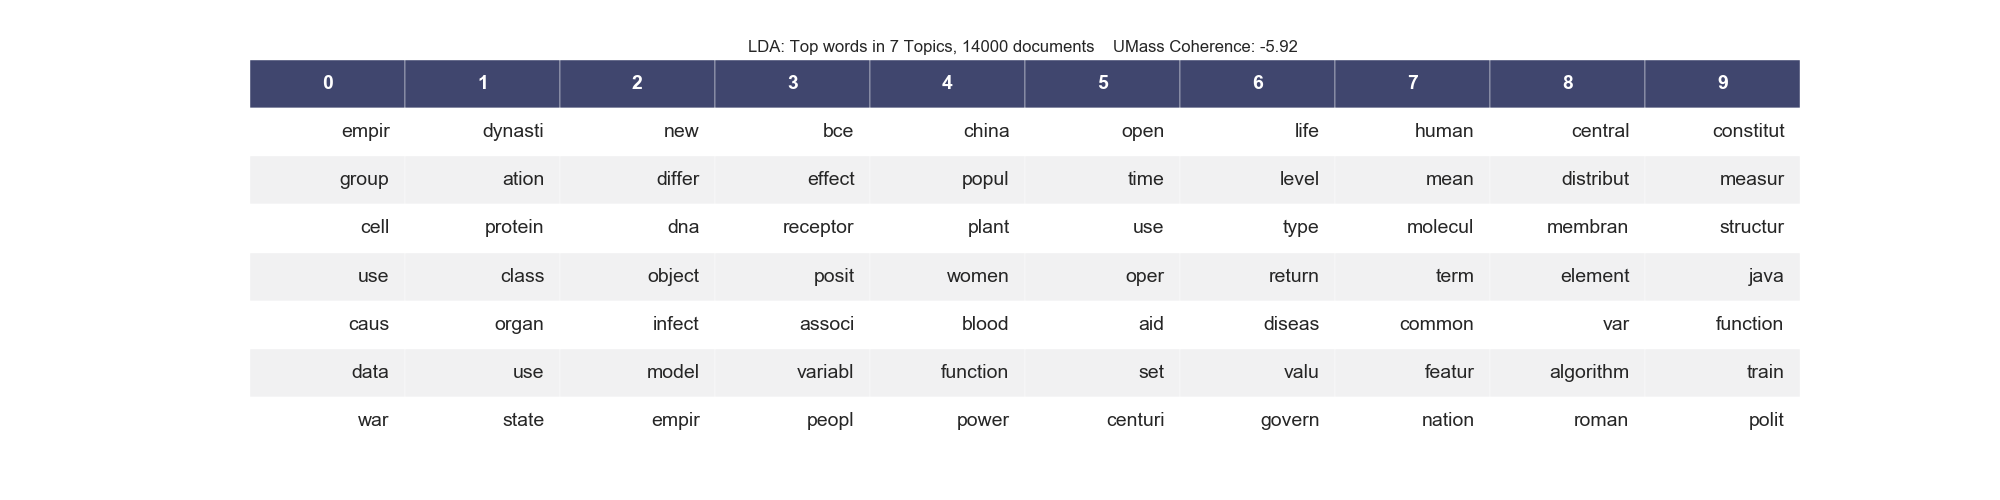 LDA: Top words in 7 Topics, 14000 documents    UMass Coherence: -5.92
0 1 2 3 4 5 6 7 8 9
empir dynasti new bce china open life human central constitut
group ation differ effect popul time level mean distribut measur
cell protein dna receptor plant use type molecul membran structur
use class object posit women oper return term element java
caus organ infect associ blood aid diseas common var function
data use model variabl function set valu featur algorithm train
war state empir peopl power centuri govern nation roman polit